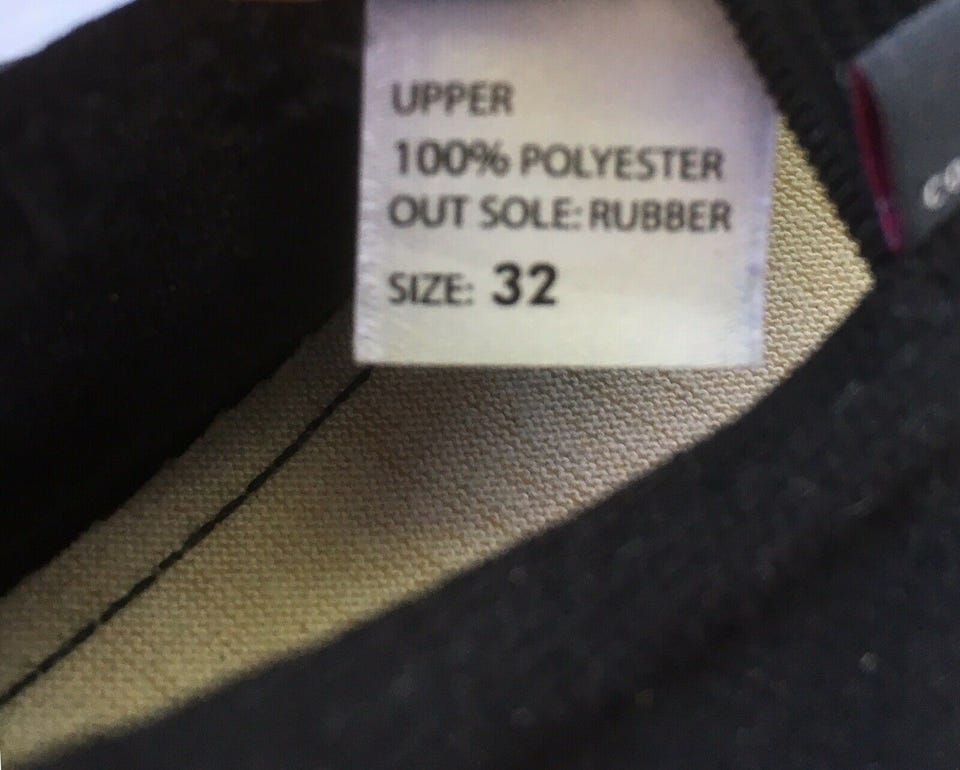 UPPER
100% POLYESTER
OUT SOLE: RUBBER
SIZE: 32